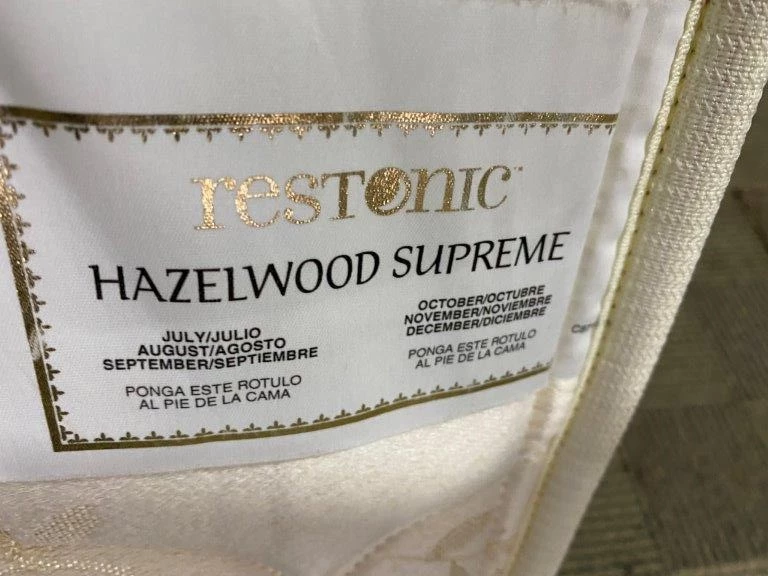 resTonic™
HAZELWOOD SUPREME
JULY/JULIO
AUGUST/AGOSTO
SEPTEMBER/SEPTIEMBRE
PONGA ESTE ROTULO
AL PIE DE LA CAMA
OCTOBER/OCTUBRE
NOVEMBER/NOVIEMBRE
DECEMBER/DICIEMBRE
PONGA ESTE ROTULO
AL PIE DE LA CAMA